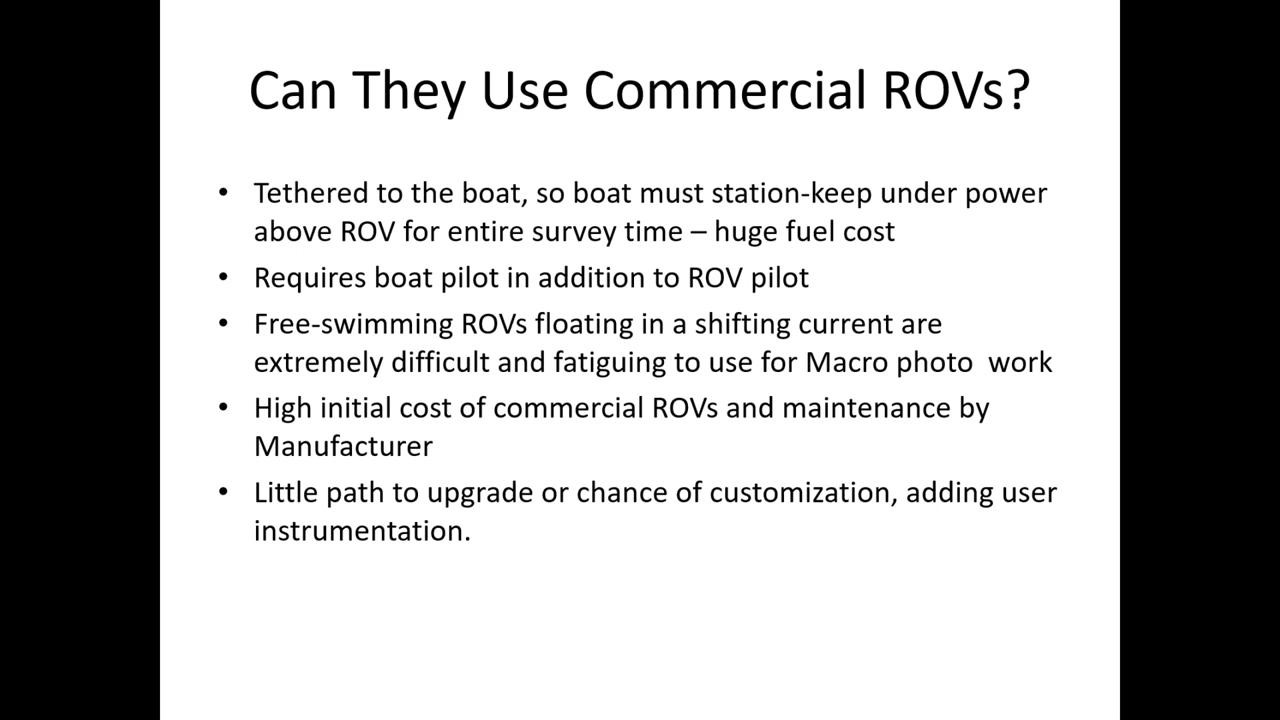 Can They Use Commercial ROVs?
• Tethered to the boat, so boat must station-keep under power
above ROV for entire survey time – huge fuel cost
• Requires boat pilot in addition to ROV pilot
• Free-swimming ROVs floating in a shifting current are
extremely difficult and fatiguing to use for Macro photo  work
• High initial cost of commercial ROVs and maintenance by
Manufacturer
• Little path to upgrade or chance of customization, adding user
instrumentation.